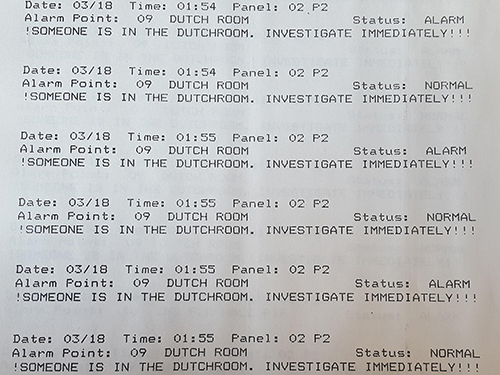 Date: 03/18 Time: 01:54 Panel: 02 P2
Alarm Point: 09 DUTCH ROOM Status: ALARM
!SOMEONE IS IN THE DUTCHROOM. INVESTIGATE IMMEDIATELY!!!
Date: 03/18 Time: 01:54 Panel: 02 P2
Alarm Point: 09 DUTCH ROOM Status: NORMAL
!SOMEONE IS IN THE DUTCHROOM. INVESTIGATE IMMEDIATELY!!!
Date: 03/18 Time: 01:55 Panel: 02 P2
Alarm Point: 09 DUTCH ROOM Status: ALARM
!SOMEONE IS IN THE DUTCHROOM. INVESTIGATE IMMEDIATELY!!!
Date: 03/18 Time: 01:55 Panel: 02 P2
Alarm Point: 09 DUTCH ROOM Status: NORMAL
!SOMEONE IS IN THE DUTCHROOM. INVESTIGATE IMMEDIATELY!!!
Date: 03/18 Time: 01:55 Panel: 02 P2
Alarm Point: 09 DUTCH ROOM Status: ALARM
!SOMEONE IS IN THE DUTCHROOM. INVESTIGATE IMMEDIATELY!!!
Date: 03/18 Time: 01:55 Panel: 02 P2
Alarm Point: 09 DUTCH ROOM Status: NORMAL
!SOMEONE IS IN THE DUTCHROOM. INVESTIGATE IMMEDIATELY!!!